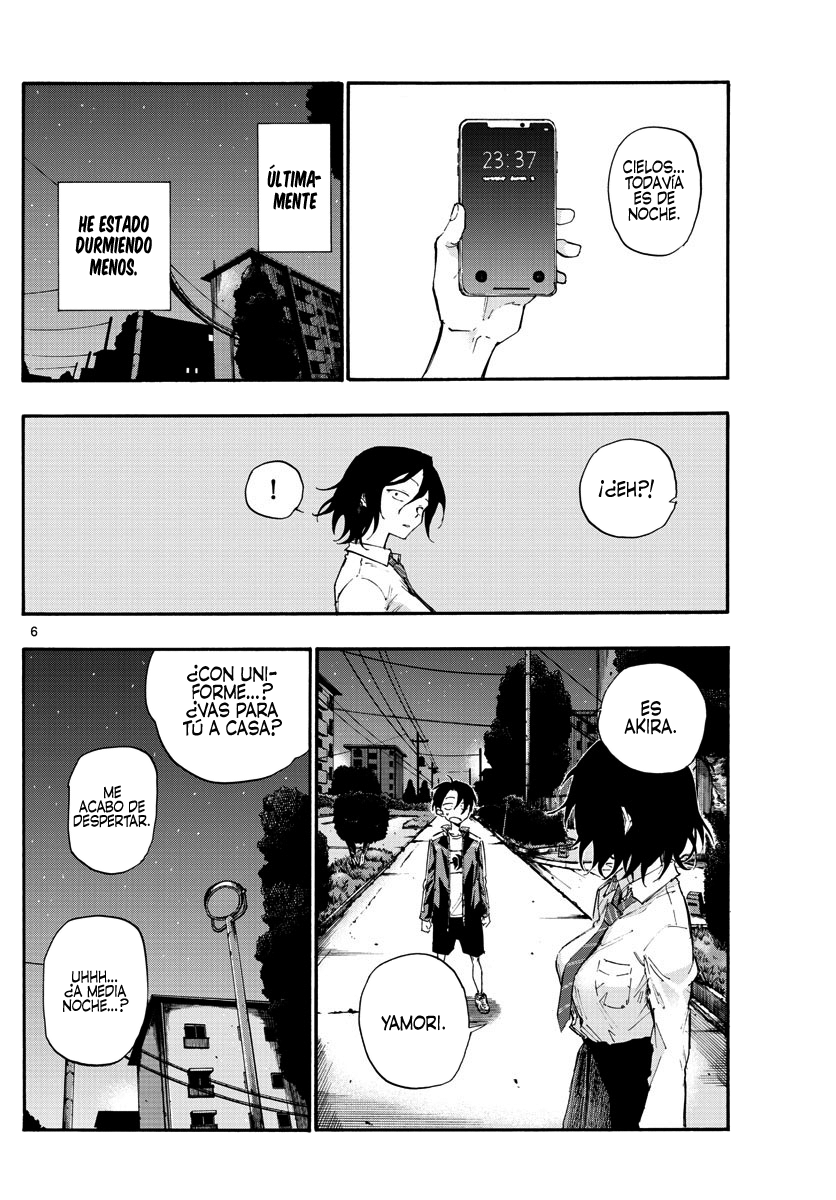 CIELOS...
TODAVÍA
ES DE
NOCHE.
23:37
ÚLTIMA-
MENTE
HE ESTADO
DURMIENDO
MENOS.
¡¿EH?!
!
6
ES
AKIRA.
YAMORI.
¿CON UNI-
FORME...?
¿VAS PARA
TÚ A CASA?
ME
ACABO DE
DESPERTAR.
UHHH...
¿A MEDIA
NOCHE...?